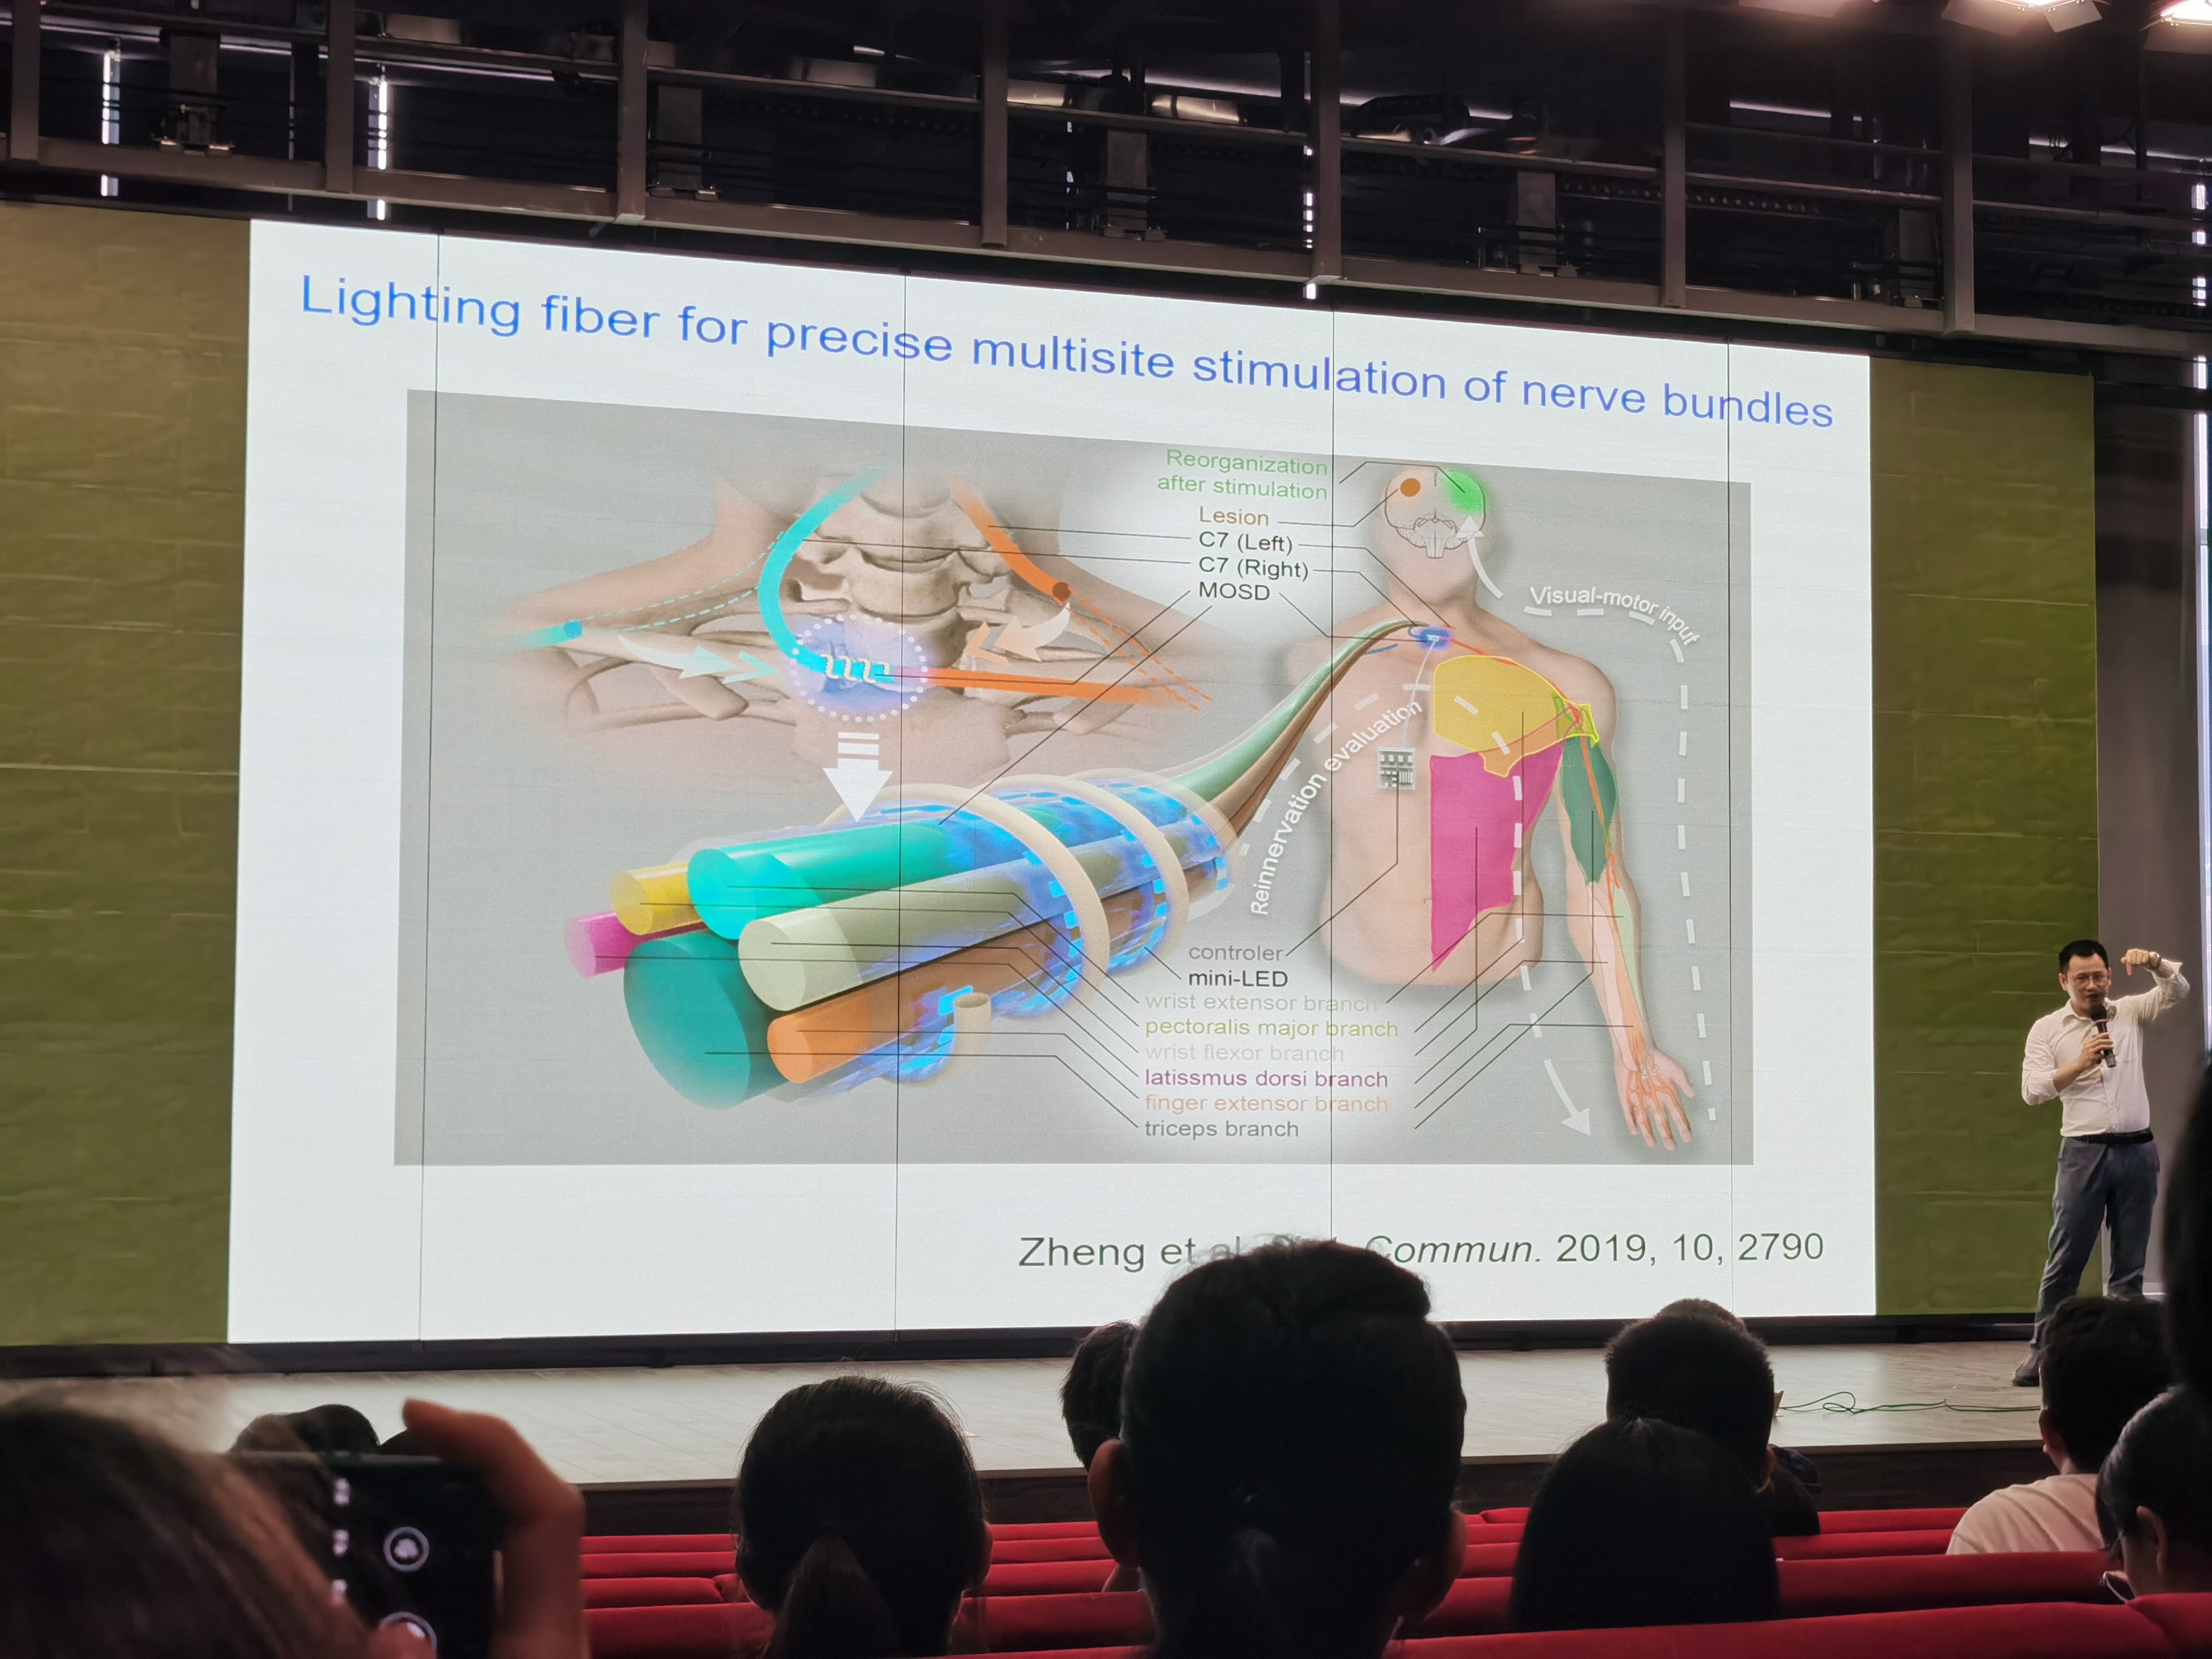 Lighting fiber for precise multisite stimulation of nerve bundles
Reorganization
after stimulation
Lesion
C7 (Left)
C7 (Right)
MOSD
Visual-motor input
Reinnervation evaluation
controler
mini-LED
wrist extensor branch
pectoralis major branch
wrist flexor branch
latissmus dorsi branch
finger extensor branch
triceps branch
Zheng et Commun. 2019, 10, 2790